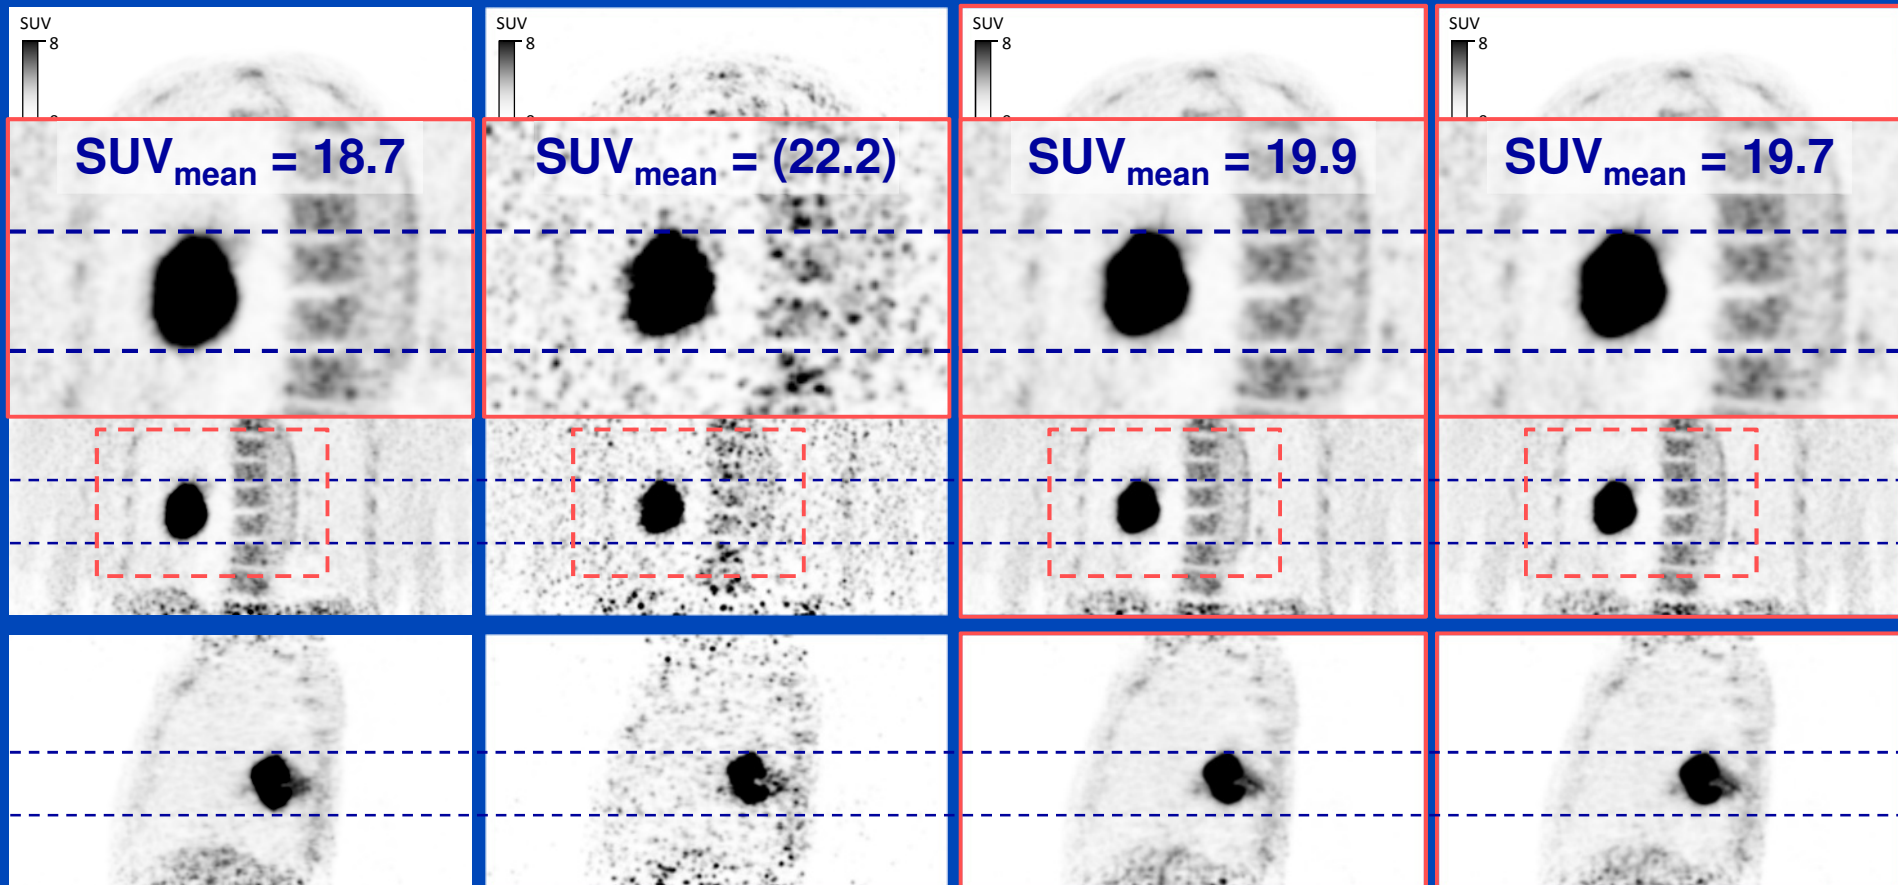 SUV
8
SUV
8
SUV
8
SUV
8
SUVmean = 18.7
SUVmean = (22.2)
SUVmean = 19.9
SUVmean = 19.7